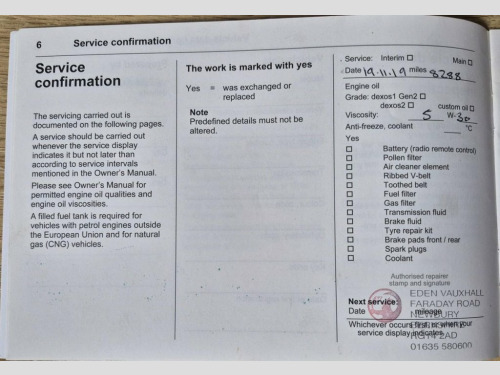 6 Service confirmation
Service
confirmation
The servicing carried out is
documented on the following pages.
A service should be carried out
whenever the service display
indicates it but not later than
according to service intervals
mentioned in the Owner's Manual.
Please see Owner's Manual for
permitted engine oil qualities and
engine oil viscosities.
A filled fuel tank is required for
vehicles with petrol engines outside
the European Union and for natural
gas (CNG) vehicles.
The work is marked with yes
Yes = was exchanged or
replaced
Note
Predefined details must not be
altered.
Service: Interim ☐ Main ☐
Date 19.11.19 miles 8288
Engine oil
Grade: dexos1 Gen2 ☐
dexos2 ☐ custom oil ☐
Viscosity: 5 W-30
Anti-freeze, coolant °C
Yes
☐ Battery (radio remote control)
☐ Pollen filter
☐ Air cleaner element
☐ Ribbed V-belt
☐ Toothed belt
☐ Fuel filter
☐ Gas filter
☐ Transmission fluid
☐ Brake fluid
☐ Tyre repair kit
☐ Brake pads front / rear
☐ Spark plugs
☐ Coolant
Authorised repairer
stamp and signature
EDEN VAUXHALL
Next service: FARADAY ROAD
Date mileage NEWBURY
Whichever occurs first, or when your
service display indicates. RG14 2AD
01635 580600